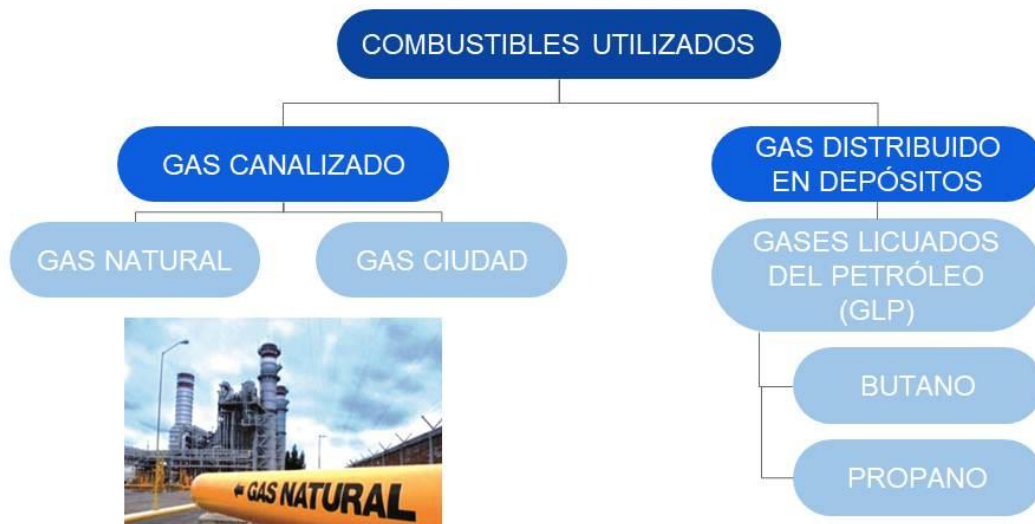 COMBUSTIBLES UTILIZADOS
GAS CANALIZADO
GAS DISTRIBUIDO
EN DEPÓSITOS
GAS NATURAL
GAS CIUDAD
GASES LICUADOS
DEL PETRÓLEO
(GLP)
BUTANO
PROPANO
← GAS NATURAL